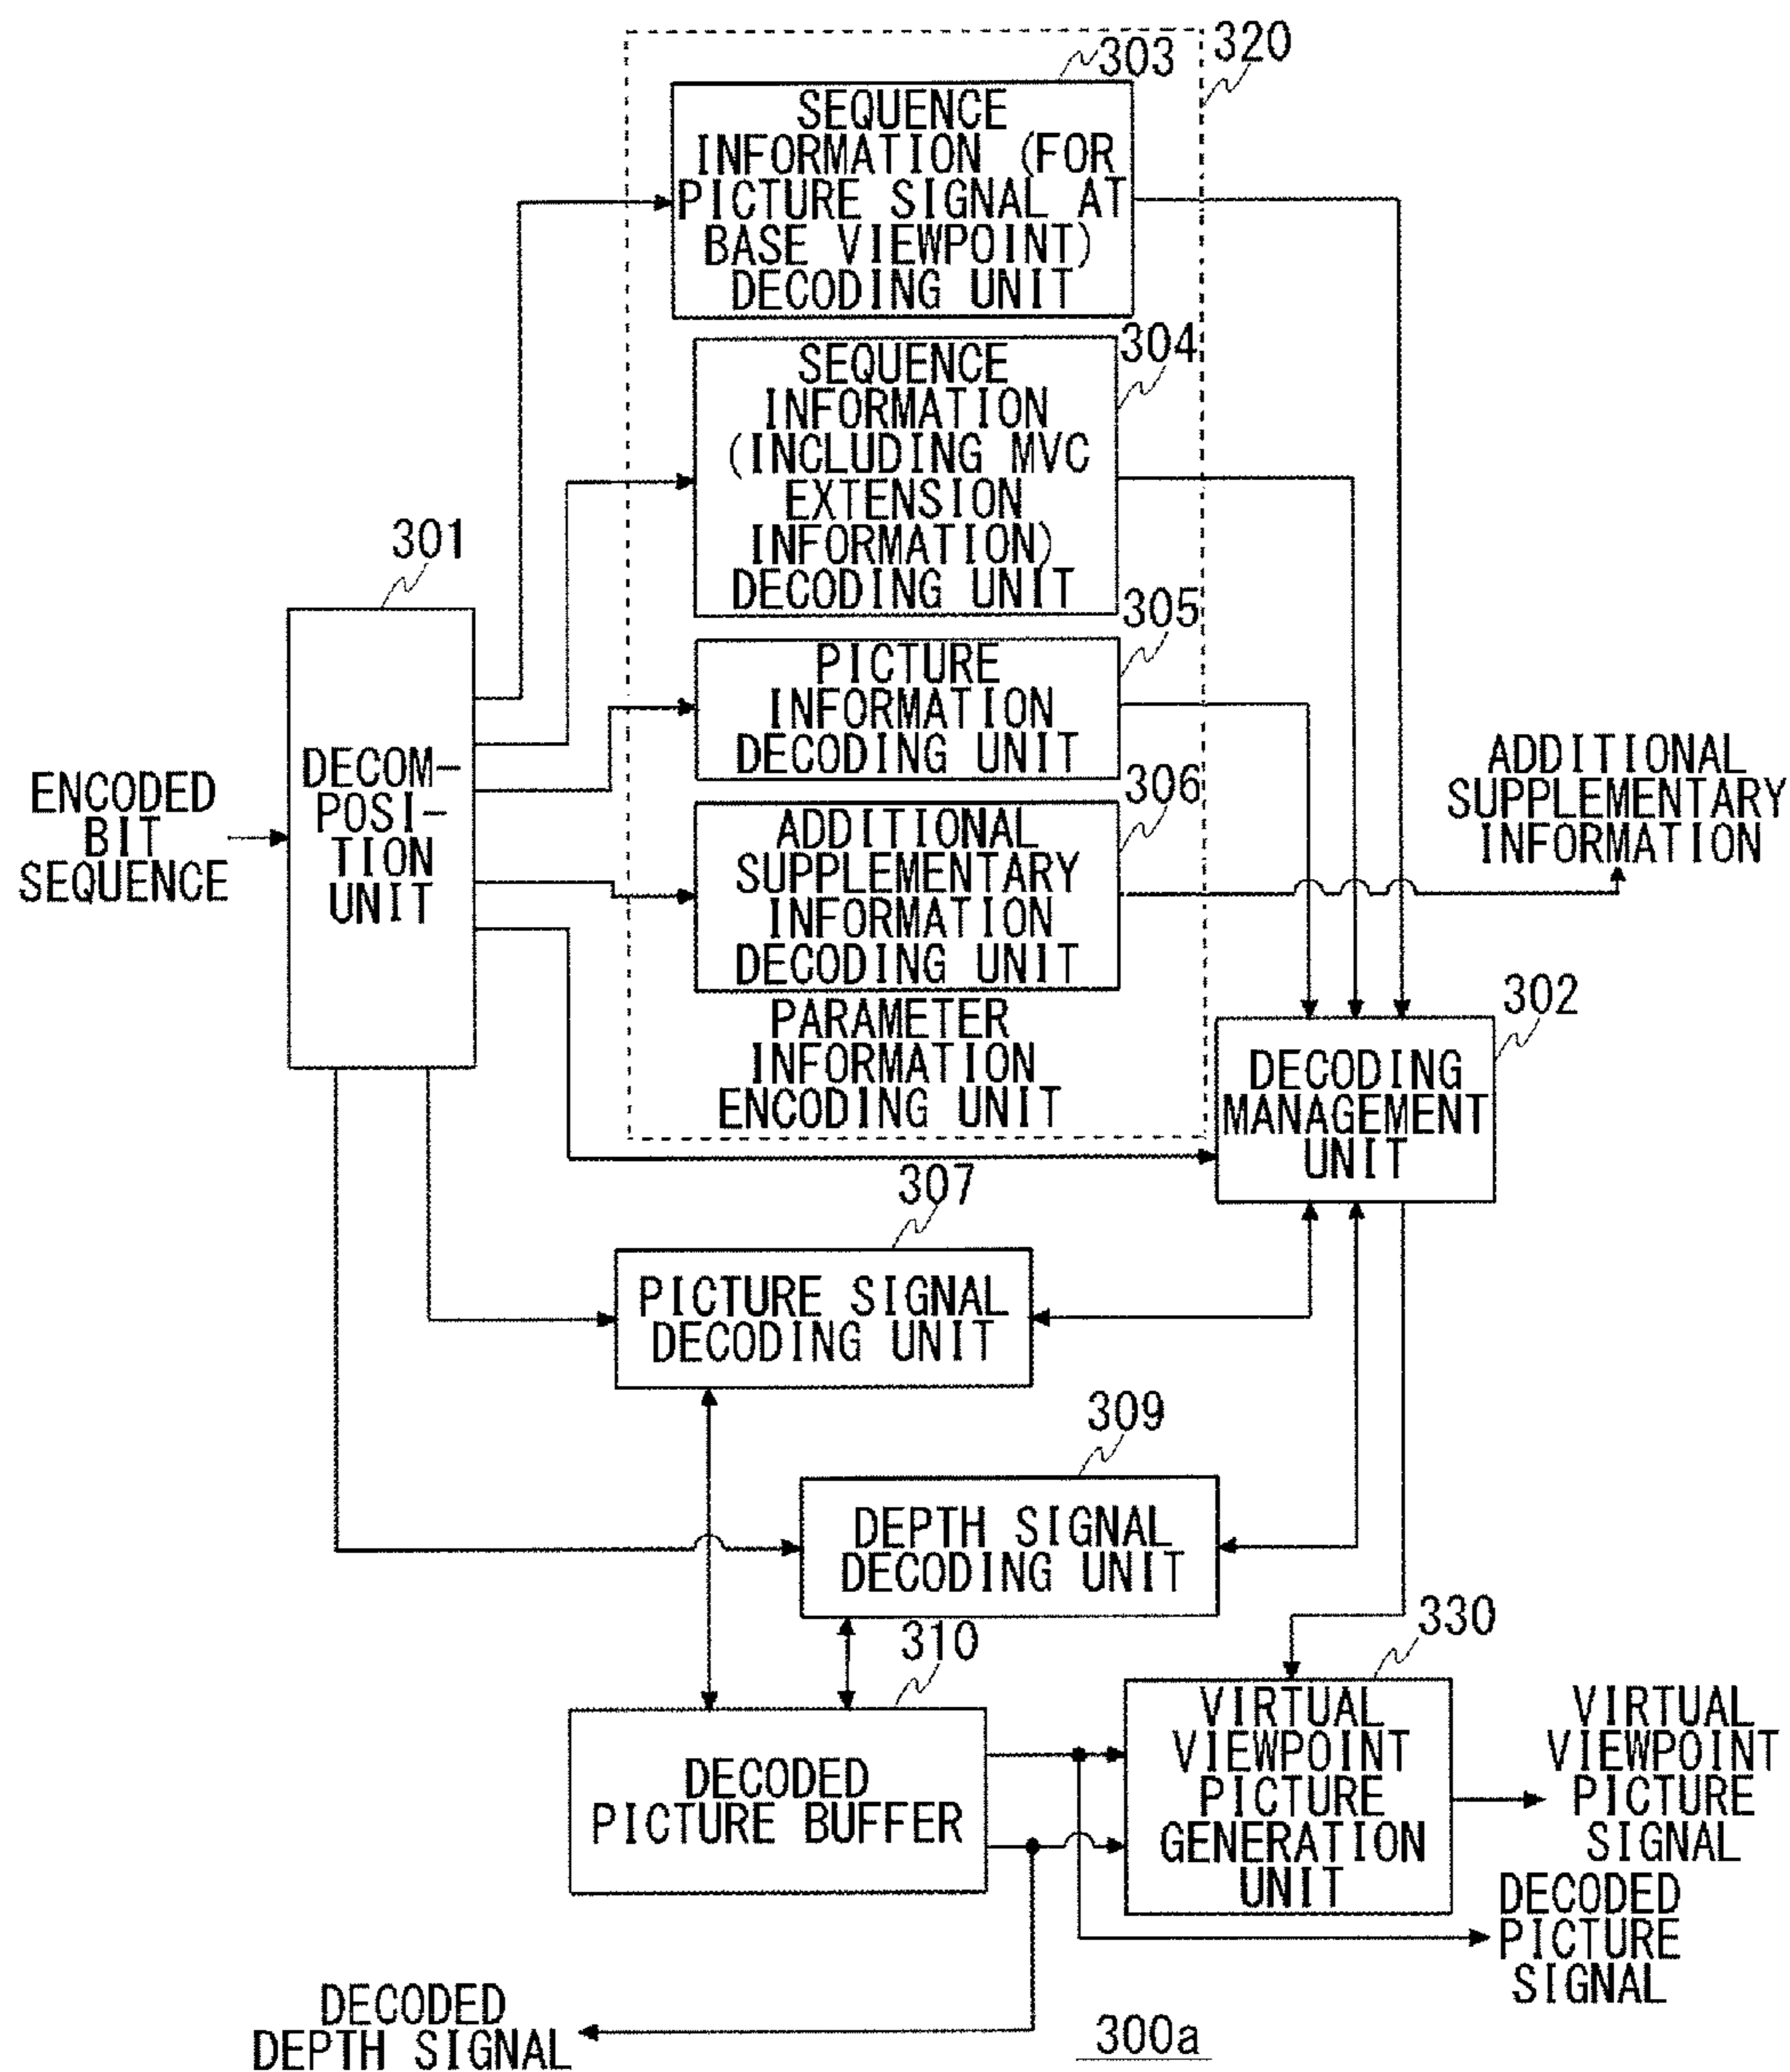 320
303
SEQUENCE
INFORMATION (FOR
PICTURE SIGNAL AT
BASE VIEWPOINT)
DECODING UNIT
304
SEQUENCE
INFORMATION
(INCLUDING MVC
EXTENSION
INFORMATION)
DECODING UNIT
301
DECOM-
POSI-
TION
UNIT
ENCODED
BIT
SEQUENCE
305
PICTURE
INFORMATION
DECODING UNIT
306
ADDITIONAL
SUPPLEMENTARY
INFORMATION
DECODING UNIT
PARAMETER
INFORMATION
ENCODING UNIT
ADDITIONAL
SUPPLEMENTARY
INFORMATION
302
DECODING
MANAGEMENT
UNIT
307
PICTURE SIGNAL
DECODING UNIT
309
DEPTH SIGNAL
DECODING UNIT
310
DECODED
PICTURE BUFFER
330
VIRTUAL
VIEWPOINT
PICTURE
GENERATION
UNIT
VIRTUAL
VIEWPOINT
PICTURE
SIGNAL
DECODED
PICTURE
SIGNAL
DECODED
DEPTH SIGNAL
300a